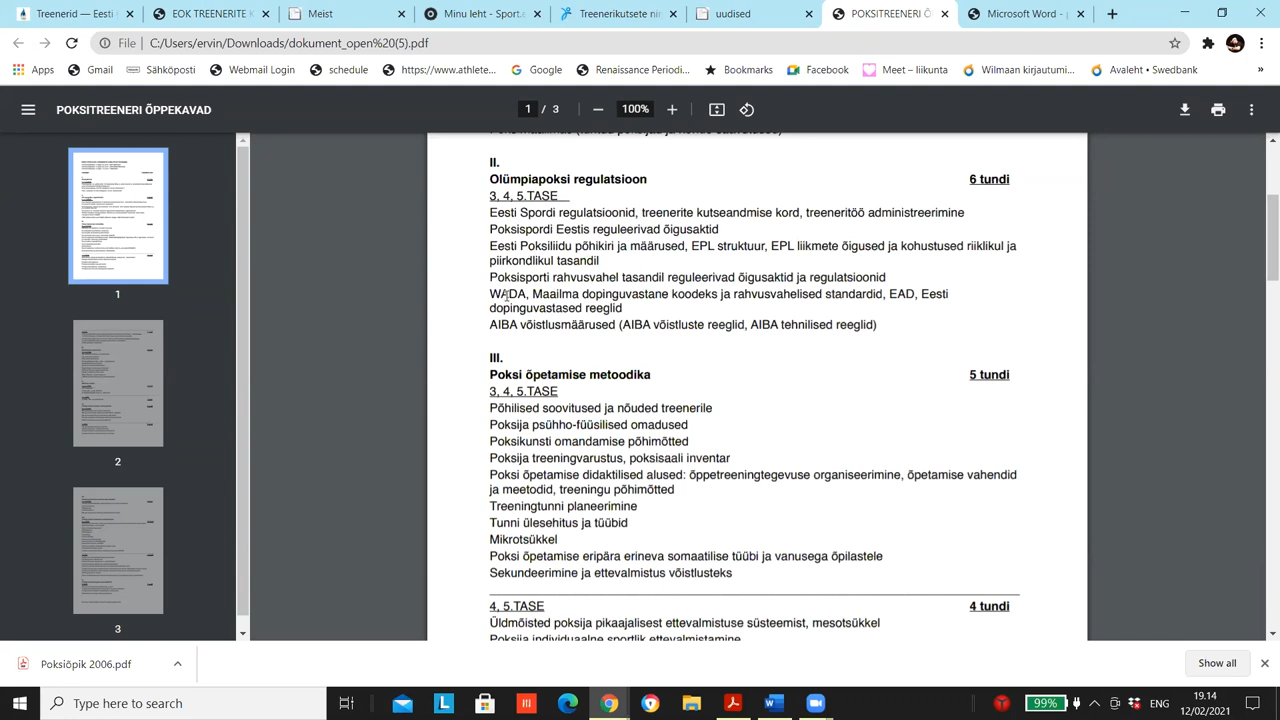 Treenerid - Eesti
EOK TREENERITE K
Meist
Minu leht - Sport.e
Treenerikutsete nir
uudised
POKSITREENERI Õ
Microsoft Word - p
File | C:/Users/ervin/Downloads/dokument_open%20(5).pdf
Apps
Gmail
Sähköposti
Webmail Login
schedule
https://www.athlete...
Google
Renaissance Periodi...
Bookmarks
Facebook
Meet – liikunta
Wilmaan kirjautumi...
Avaleht • Swedbank
»
POKSITREENERI ÕPPEKAVAD
1 / 3
100%
II.
Olümpiapoksi regulatsioon 6 tundi
3, 4, 5.TASE
Eesti Spordi regulatsioonid, treenerite kutseandmise kord, treeneritöö administreerimine
Poksispordi Eestis reguleerivad õigusaktid
Eesti Poksiliidu põhikiri ja määrused, EPL struktuur, EPL liikmete õigused ja kohustused riiklikul ja
piirkondlikul tasandil
Poksisporti rahvusvahel tasandil reguleerivad õigusaktid ja regulatsioonid
WADA, Maailma dopinguvastane koodeks ja rahvusvahelised standardid, EAD, Eesti
dopinguvastased reeglid
AIBA võistlusmäärused (AIBA võistluste reeglid, AIBA tehnilised reeglid)
III.
Poksi õpetamise metoodika 5 tundi
3, 4, 5.TASE
Põhilised soovitused ja nõuded treenerile
Poksija psühho-füüsilised omadused
Poksikunsti omandamise põhimõtted
Poksija treeningvarustus, poksisaali inventar
Poksi õpetamise didaktilised alused: õppetreeningtegevuse organiseerimine, õpetamise vahendid
ja meetodid, treeningu põhimõtted
Treeningtunni planeerimine
Tunni ülesehitus ja tüübid
Mikrotsükkel
Poksi õpetamise eripära erineva somaatilise tüübi ja vanusega õpilastele
Sekundeerimine ja ettevalmistus võistlusteks
4, 5.TASE 4 tundi
Üldmõisted poksija pikaajalisest ettevalmistuse süsteemist, mesotsükkel
Poksija individuaalne sportlik ettevalmistamine
1
2
3
Poksiõpik 2006.pdf
Show all
Type here to search
99%
ENG
19.14
12/02/2021